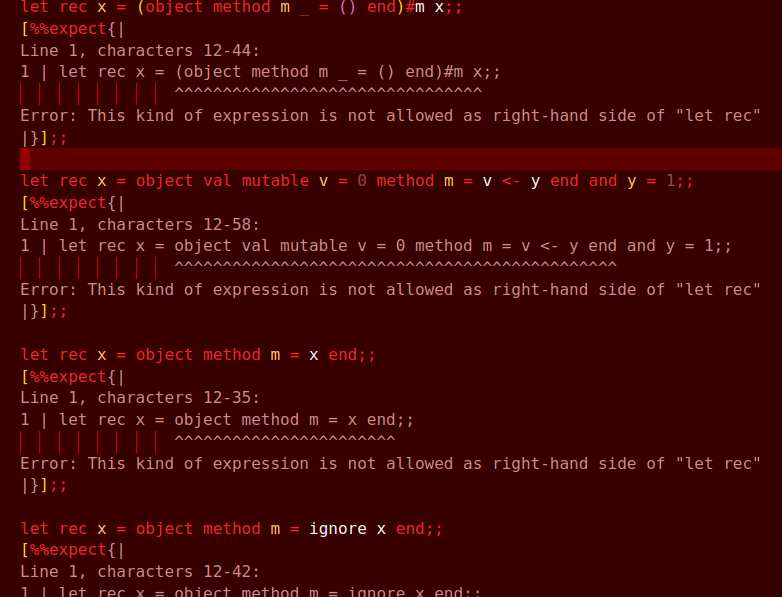 let rec x = (object method m _ = () end)#m x;;
[%%expect{|
Line 1, characters 12-44:
1 | let rec x = (object method m _ = () end)#m x;;
                ^^^^^^^^^^^^^^^^^^^^^^^^^^^^^^^^
Error: This kind of expression is not allowed as right-hand side of "let rec"
|}];;

let rec x = object val mutable v = 0 method m = v <- y end and y = 1;;
[%%expect{|
Line 1, characters 12-58:
1 | let rec x = object val mutable v = 0 method m = v <- y end and y = 1;;
                ^^^^^^^^^^^^^^^^^^^^^^^^^^^^^^^^^^^^^^^^^^^^^^
Error: This kind of expression is not allowed as right-hand side of "let rec"
|}];;

let rec x = object method m = x end;;
[%%expect{|
Line 1, characters 12-35:
1 | let rec x = object method m = x end;;
                ^^^^^^^^^^^^^^^^^^^^^^^
Error: This kind of expression is not allowed as right-hand side of "let rec"
|}];;

let rec x = object method m = ignore x end;;
[%%expect{|
Line 1, characters 12-42:
1 | let rec x = object method m = ignore x end;;